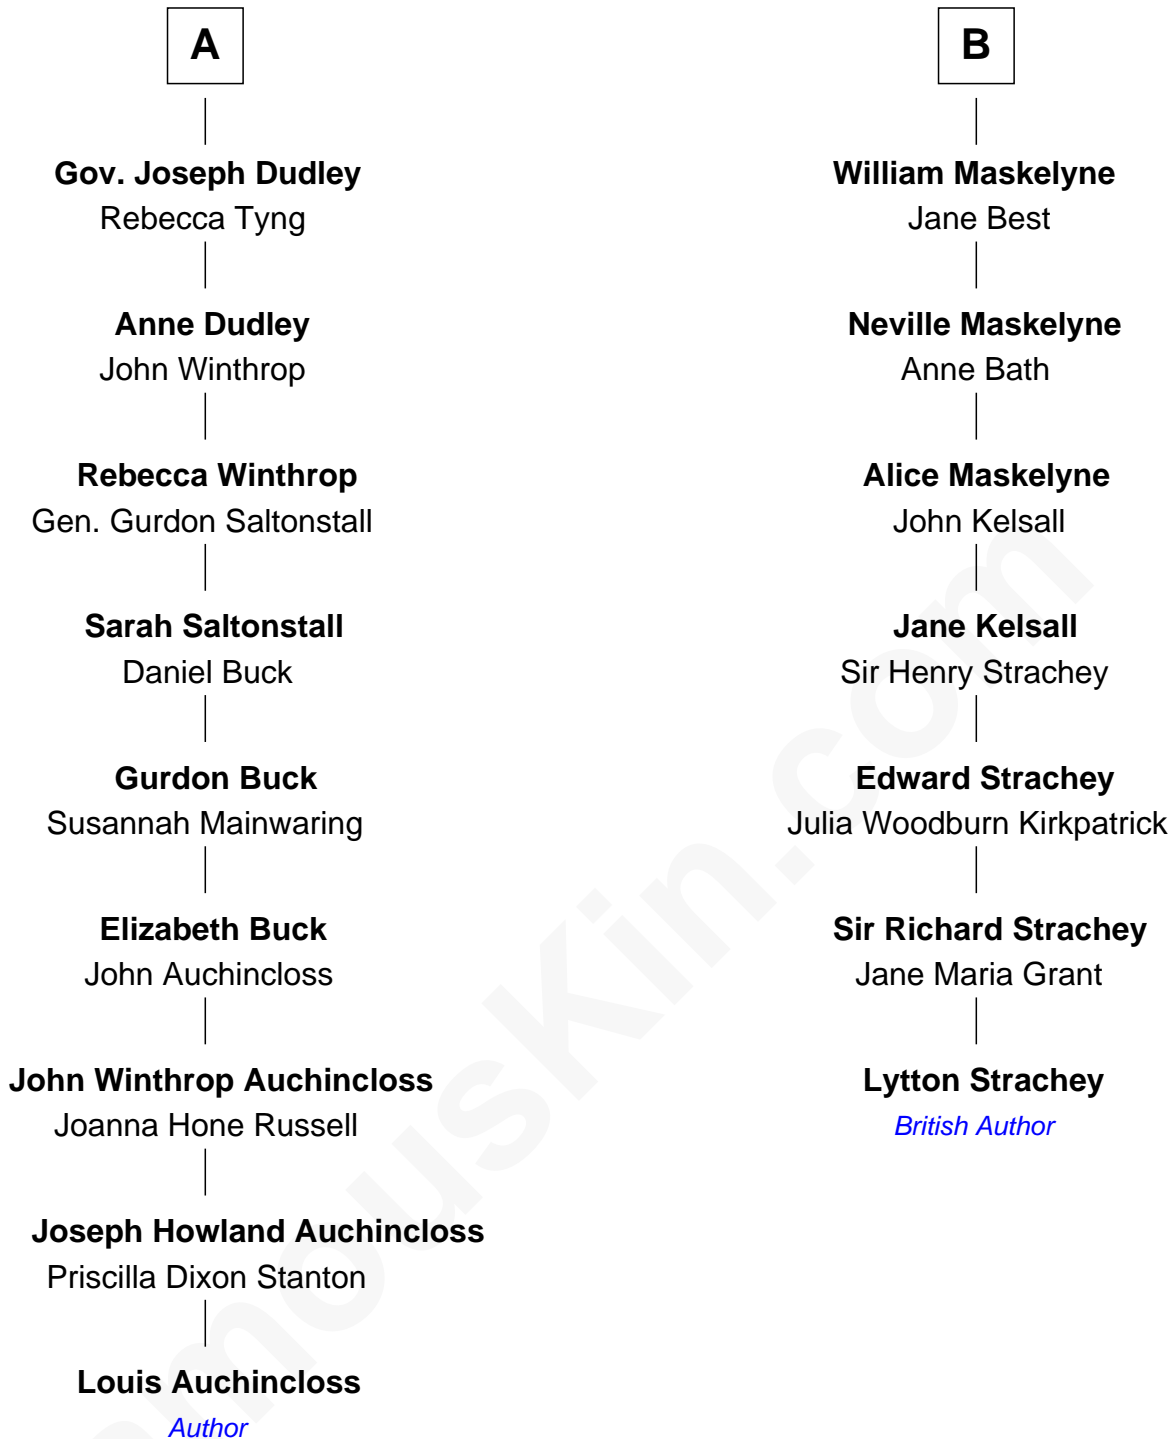 A
Gov. Joseph Dudley
Rebecca Tyng
Anne Dudley
John Winthrop
Rebecca Winthrop
Gen. Gurdon Saltonstall
Sarah Saltonstall
Daniel Buck
Gurdon Buck
Susannah Mainwaring
Elizabeth Buck
John Auchincloss
John Winthrop Auchincloss
Joanna Hone Russell
Joseph Howland Auchincloss
Priscilla Dixon Stanton
Louis Auchincloss
Author
B
William Maskelyne
Jane Best
Neville Maskelyne
Anne Bath
Alice Maskelyne
John Kelsall
Jane Kelsall
Sir Henry Strachey
Edward Strachey
Julia Woodburn Kirkpatrick
Sir Richard Strachey
Jane Maria Grant
Lytton Strachey
British Author